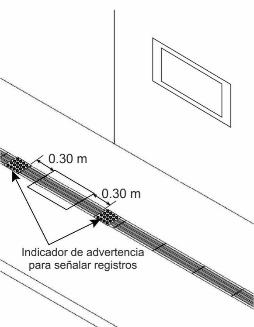 0.30 m
0.30 m
Indicador de advertencia
para señalar registros